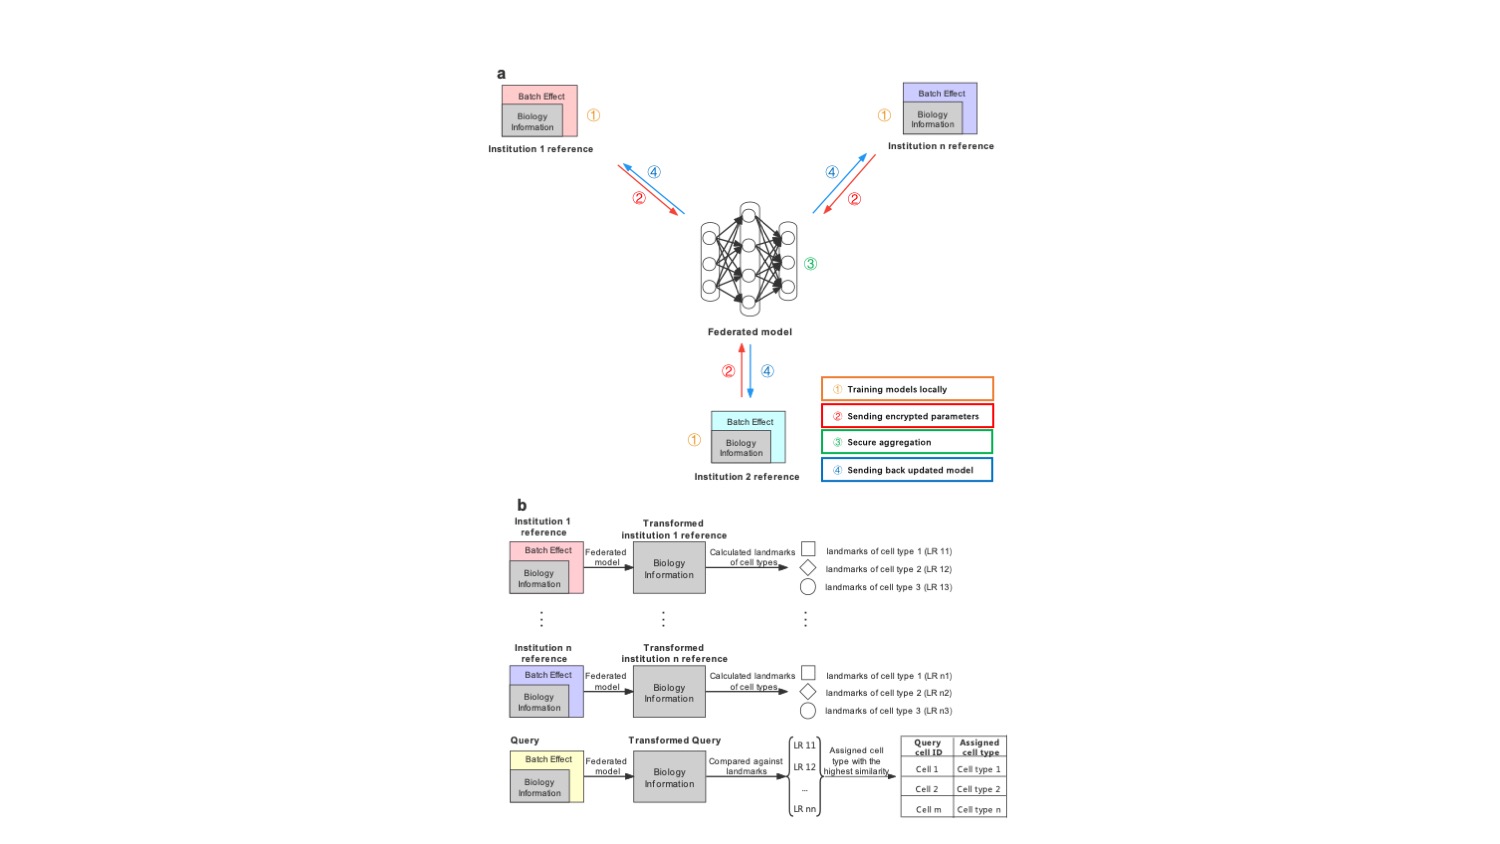 a
Batch Effect
Biology
Information
①
Institution 1 reference
Batch Effect
Biology
Information
①
Institution n reference
④
②
④
②
③
Federated model
②
④
Batch Effect
Biology
Information
①
Institution 2 reference
① Training models locally
② Sending encrypted parameters
③ Secure aggregation
④ Sending back updated model
b
Institution 1
reference
Batch Effect
Biology
Information
Federated
model
Transformed
institution 1 reference
Biology
Information
Calculated landmarks
of cell types
landmarks of cell type 1 (LR 11)
landmarks of cell type 2 (LR 12)
landmarks of cell type 3 (LR 13)
⋮ ⋮ ⋮
Institution n
reference
Batch Effect
Biology
Information
Federated
model
Transformed
institution n reference
Biology
Information
Calculated landmarks
of cell types
landmarks of cell type 1 (LR n1)
landmarks of cell type 2 (LR n2)
landmarks of cell type 3 (LR n3)
Query
Batch Effect
Biology
Information
Federated
model
Transformed Query
Biology
Information
Compared against
landmarks
LR 11
LR 12
...
LR nn
Assigned cell
type with the
highest similarity
Query
cell ID
Assigned
cell type
Cell 1 Cell type 1
Cell 2 Cell type 2
Cell m Cell type n